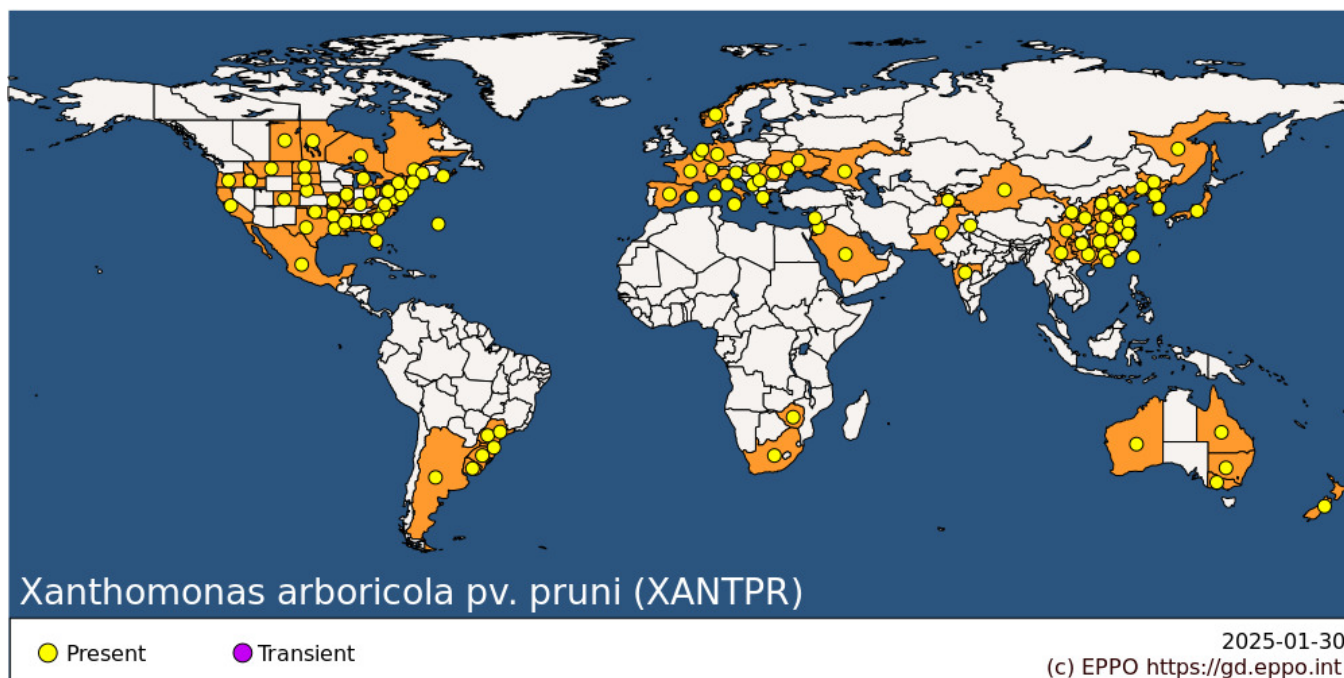 Xanthomonas arboricola pv. pruni (XANTPR)
Present
Transient
2025-01-30
(c) EPPO https://gd.eppo.int